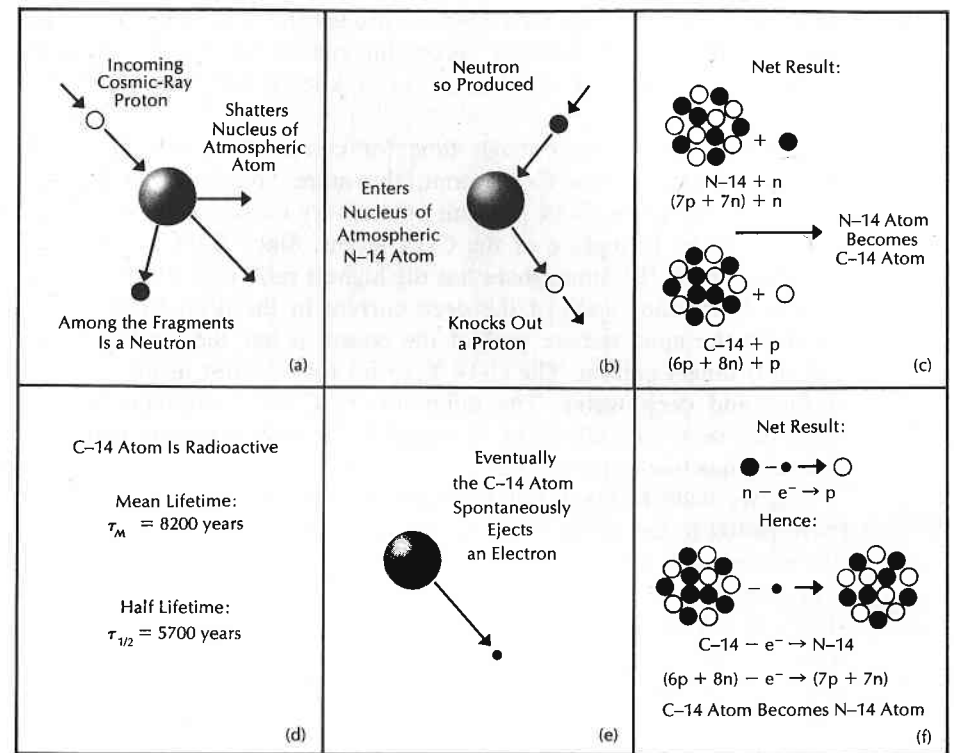 Incoming
Cosmic-Ray
Proton
Shatters
Nucleus of
Atmospheric
Atom
Among the Fragments
Is a Neutron
(a)
Neutron
so Produced
Enters
Nucleus of
Atmospheric
N–14 Atom
Knocks Out
a Proton
(b)
Net Result:
+
N–14 + n
(7p + 7n) + n
N–14 Atom
Becomes
C–14 Atom
+
C–14 + p
(6p + 8n) + p
(c)
C–14 Atom Is Radioactive
Mean Lifetime:
τM = 8200 years
Half Lifetime:
τ1/2 = 5700 years
(d)
Eventually
the C–14 Atom
Spontaneously
Ejects
an Electron
(e)
Net Result:
– →
n – e⁻ → p
Hence:
– →
C–14 – e⁻ → N–14
(6p + 8n) – e⁻ → (7p + 7n)
C–14 Atom Becomes N–14 Atom
(f)